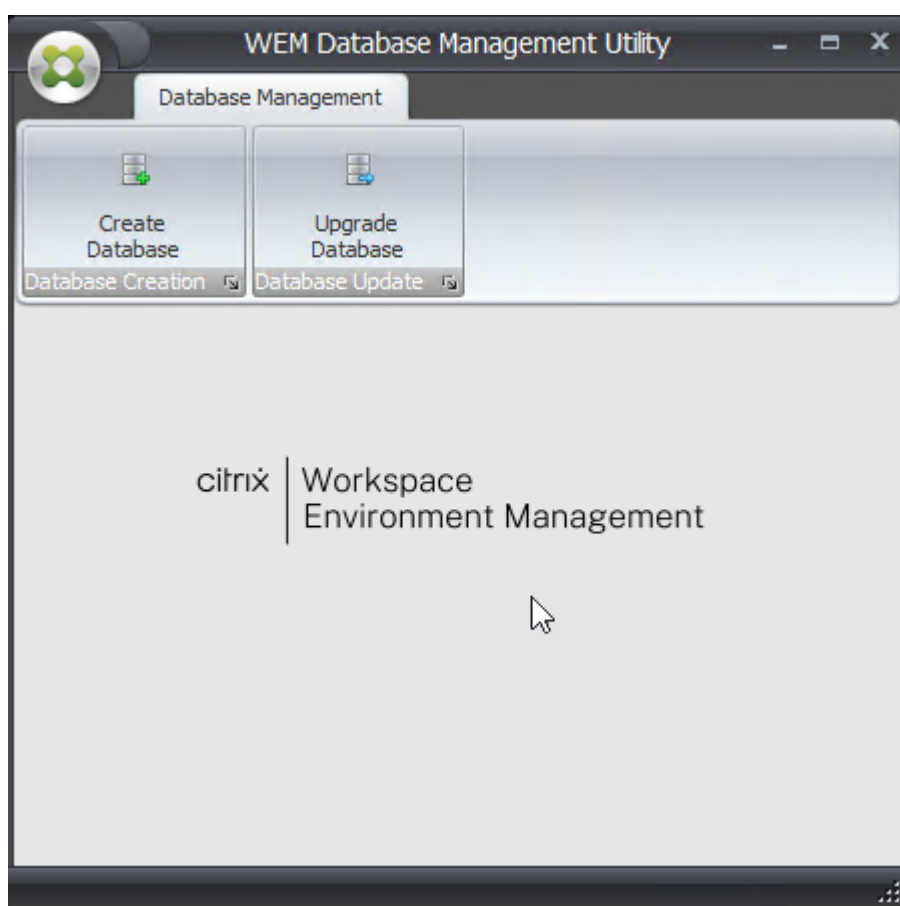 WEM Database Management Utility
Database Management
Create
Database
Database Creation
Upgrade
Database
Database Update
citrix
Workspace
Environment Management